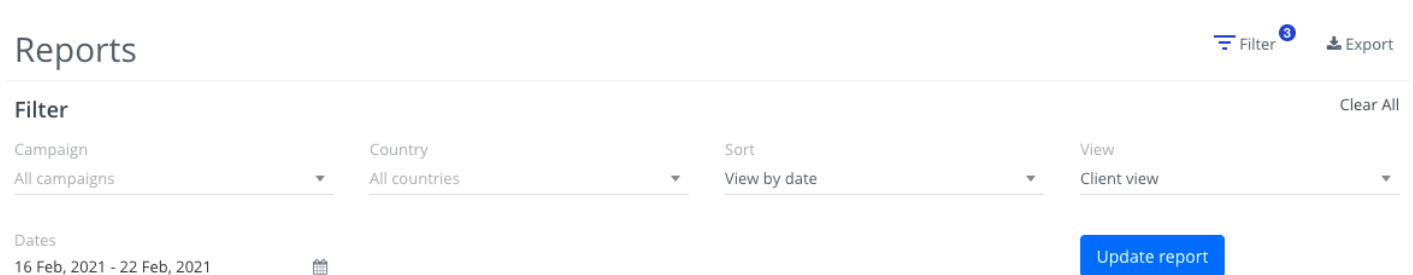 Reports
Filter 3 Export
Filter
Clear All
Campaign Country Sort View
All campaigns All countries View by date Client view
Dates
16 Feb, 2021 - 22 Feb, 2021
Update report